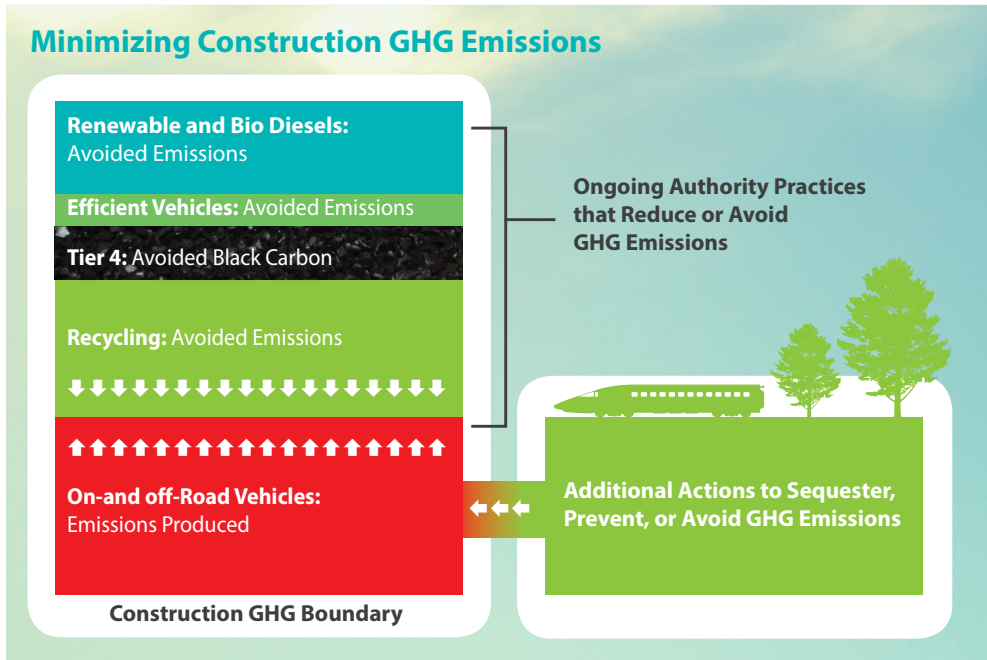 Minimizing Construction GHG Emissions
Renewable and Bio Diesels:
Avoided Emissions
Efficient Vehicles: Avoided Emissions
Tier 4: Avoided Black Carbon
Recycling: Avoided Emissions
On-and off-Road Vehicles:
Emissions Produced
Construction GHG Boundary
Ongoing Authority Practices
that Reduce or Avoid
GHG Emissions
Additional Actions to Sequester,
Prevent, or Avoid GHG Emissions